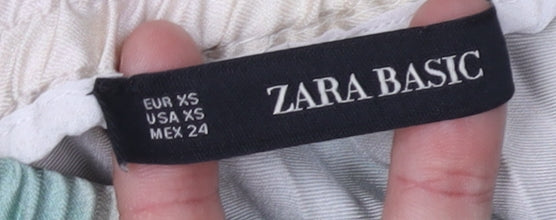 EUR XS
USA XS
MEX 24
ZARA BASIC